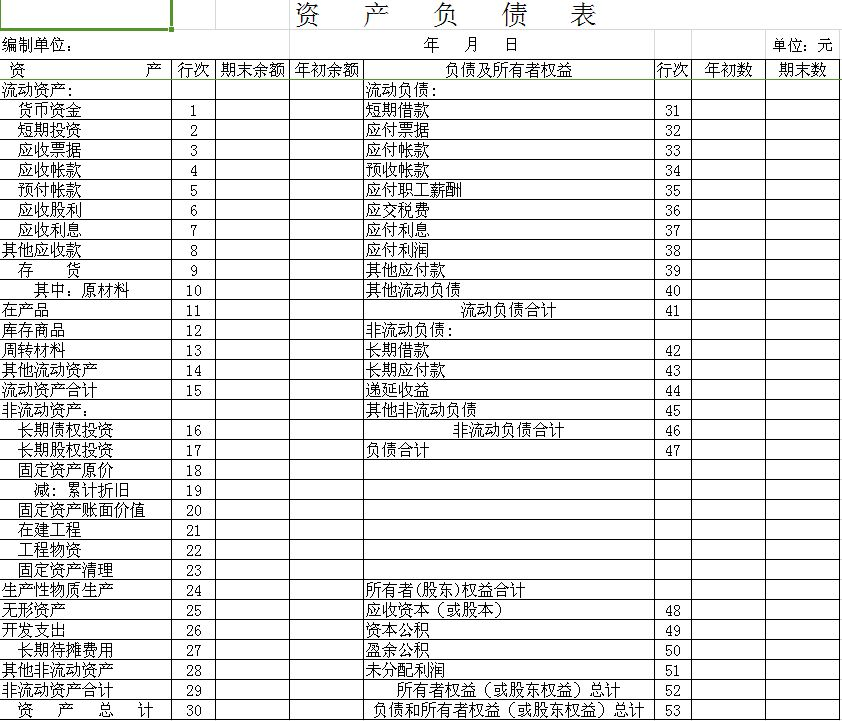 资 产 负 债 表
编制单位： 年 月 日 单位：元
资 产 行次 期末余额 年初余额 负债及所有者权益 行次 年初数 期末数
流动资产： 流动负债：
货币资金 1 短期借款 31
短期投资 2 应付票据 32
应收票据 3 应付帐款 33
应收帐款 4 预收帐款 34
预付帐款 5 应付职工薪酬 35
应收股利 6 应交税费 36
应收利息 7 应付利息 37
其他应收款 8 应付利润 38
存 货 9 其他应付款 39
其中：原材料 10 其他流动负债 40
在产品 11 流动负债合计 41
库存商品 12 非流动负债：
周转材料 13 长期借款 42
其他流动资产 14 长期应付款 43
流动资产合计 15 递延收益 44
非流动资产： 其他非流动负债 45
长期债权投资 16 非流动负债合计 46
长期股权投资 17 负债合计 47
固定资产原价 18
减：累计折旧 19
固定资产账面价值 20
在建工程 21
工程物资 22
固定资产清理 23
生产性物质生产 24 所有者(股东)权益合计
无形资产 25 应收资本（或股本） 48
开发支出 26 资本公积 49
长期待摊费用 27 盈余公积 50
其他非流动资产 28 未分配利润 51
非流动资产合计 29 所有者权益（或股东权益）总计 52
资 产 总 计 30 负债和所有者权益（或股东权益）总计 53